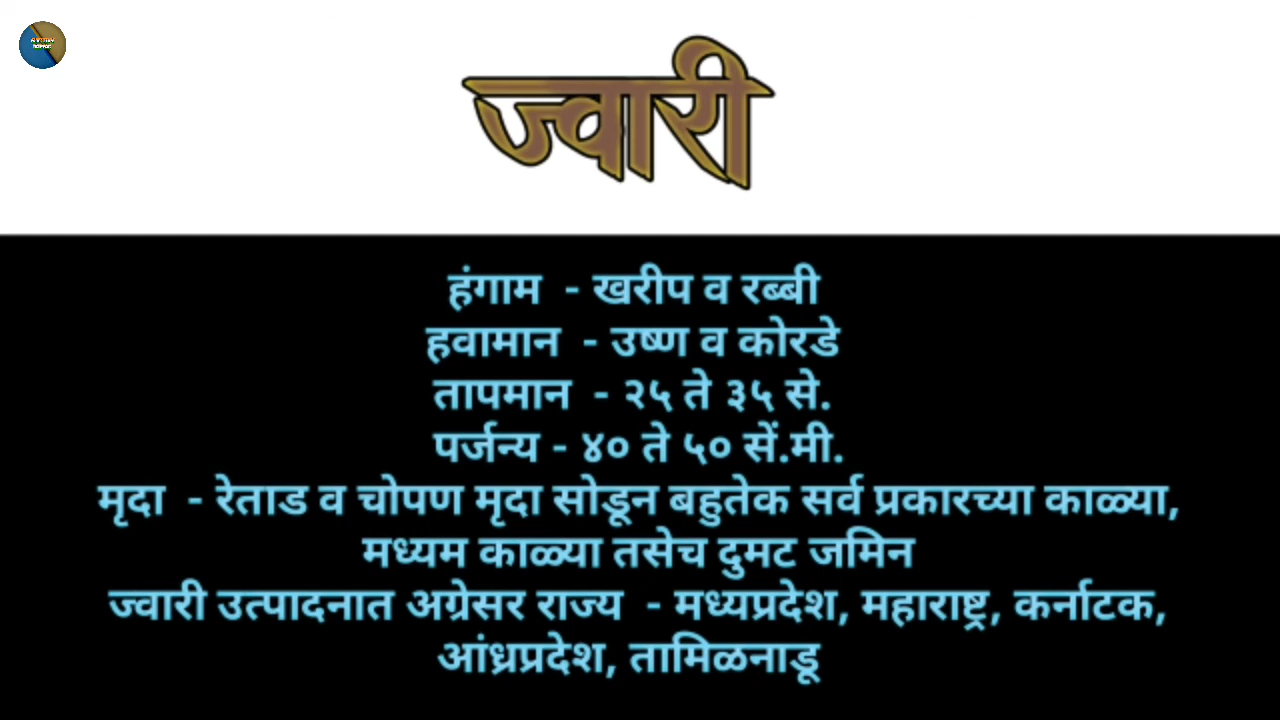 ज्वारी
हंगाम - खरीप व रब्बी
हवामान - उष्ण व कोरडे
तापमान - २५ ते ३५ से.
पर्जन्य - ४० ते ५० सें.मी.
मृदा - रेताड व चोपण मृदा सोडून बहुतेक सर्व प्रकारच्या काळ्या,
मध्यम काळ्या तसेच दुमट जमिन
ज्वारी उत्पादनात अग्रेसर राज्य - मध्यप्रदेश, महाराष्ट्र, कर्नाटक,
आंध्रप्रदेश, तामिळनाडू